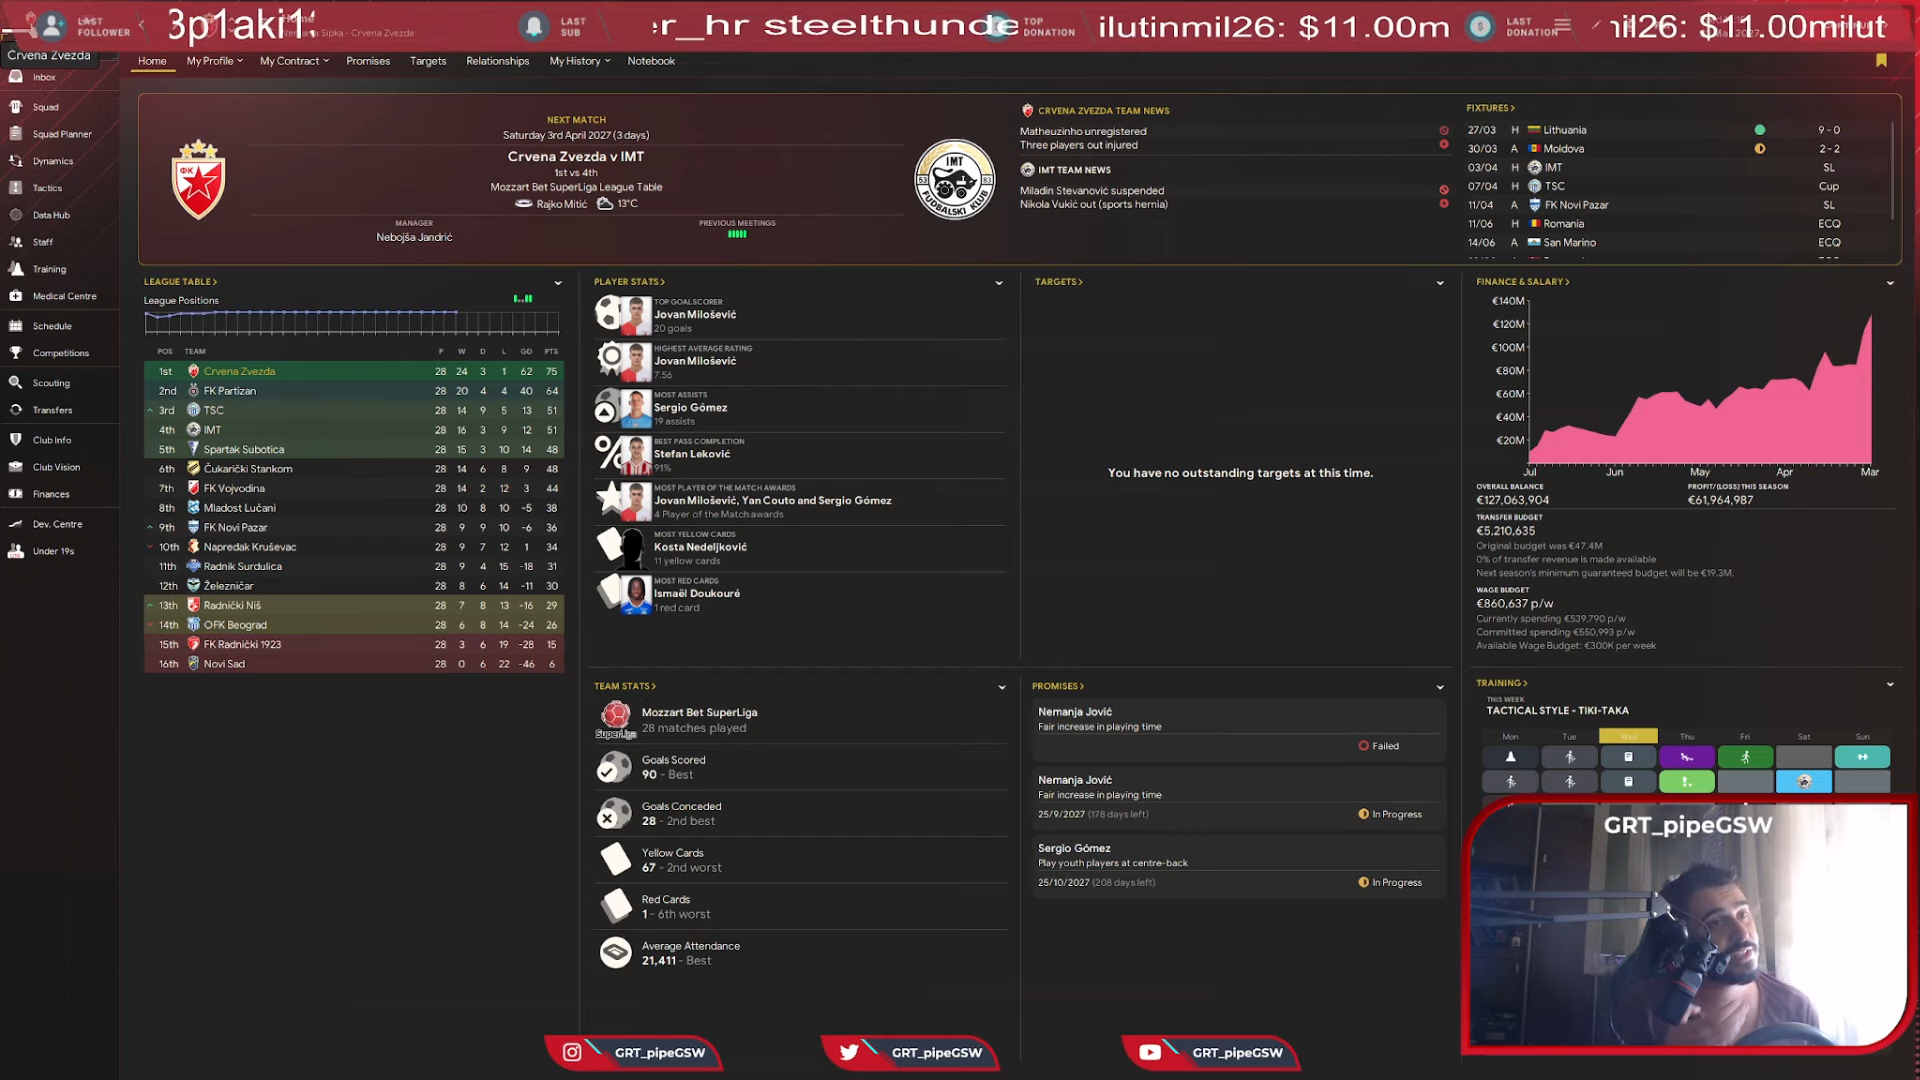 LAST
FOLLOWER
3p1aki1
LAST
SUB
er_hr steelthunde
TOP
DONATION
ilutinmil26: $11.00m
LAST
DONATION
nil26: $11.00milut
Nemanja Sipka - Crvena Zvezda
Crvena Zvezda
Home
My Profile
My Contract
Promises
Targets
Relationships
My History
Notebook
Inbox
Squad
Squad Planner
Dynamics
Tactics
Data Hub
Staff
Training
Medical Centre
Schedule
Competitions
Scouting
Transfers
Club Info
Club Vision
Finances
Dev. Centre
Under 19s
NEXT MATCH
Saturday 3rd April 2027 (3 days)
Crvena Zvezda v IMT
1st vs 4th
Mozzart Bet SuperLiga League Table
Rajko Mitić 13°C
MANAGER
Nebojša Jandrić
PREVIOUS MEETINGS
IMT
FUDBALSKI KLUB
CRVENA ZVEZDA TEAM NEWS
Matheuzinho unregistered
Three players out injured
IMT TEAM NEWS
Miladin Stevanović suspended
Nikola Vukić out (sports hernia)
FIXTURES
27/03 H Lithuania 9 - 0
30/03 A Moldova 2 - 2
03/04 H IMT SL
07/04 H TSC Cup
11/04 A FK Novi Pazar SL
11/06 H Romania ECQ
14/06 A San Marino ECQ
LEAGUE TABLE
League Positions
POS TEAM P W D L GD PTS
1st Crvena Zvezda 28 24 3 1 62 75
2nd FK Partizan 28 20 4 4 40 64
3rd TSC 28 14 9 5 13 51
4th IMT 28 16 3 9 12 51
5th Spartak Subotica 28 15 3 10 14 48
6th Čukarički Stankom 28 14 6 8 9 48
7th FK Vojvodina 28 14 2 12 3 44
8th Mladost Lučani 28 10 8 10 -5 38
9th FK Novi Pazar 28 9 9 10 -6 36
10th Napredak Kruševac 28 9 7 12 1 34
11th Radnik Surdulica 28 9 4 15 -18 31
12th Železničar 28 8 6 14 -11 30
13th Radnički Niš 28 7 8 13 -16 29
14th OFK Beograd 28 6 8 14 -24 26
15th FK Radnički 1923 28 3 6 19 -28 15
16th Novi Sad 28 0 6 22 -46 6
PLAYER STATS
TOP GOALSCORER
Jovan Milošević
20 goals
HIGHEST AVERAGE RATING
Jovan Milošević
7.56
MOST ASSISTS
Sergio Gómez
19 assists
BEST PASS COMPLETION
Stefan Leković
91%
MOST PLAYER OF THE MATCH AWARDS
Jovan Milošević, Yan Couto and Sergio Gómez
4 Player of the Match awards
MOST YELLOW CARDS
Kosta Nedeljković
11 yellow cards
MOST RED CARDS
Ismaël Doukouré
1 red card
TARGETS
You have no outstanding targets at this time.
FINANCE & SALARY
€140M
€120M
€100M
€80M
€60M
€40M
€20M
Jul Jun May Apr Mar
OVERALL BALANCE
€127,063,904
PROFIT/(LOSS) THIS SEASON
€61,964,987
TRANSFER BUDGET
€5,210,635
Original budget was €47.4M
0% of transfer revenue is made available
Next season's minimum guaranteed budget will be €19.3M.
WAGE BUDGET
€860,637 p/w
Currently spending €539,790 p/w
Committed spending €550,993 p/w
Available Wage Budget: €300K per week
TEAM STATS
SuperLiga
Mozzart Bet SuperLiga
28 matches played
Goals Scored
90 - Best
Goals Conceded
28 - 2nd best
Yellow Cards
67 - 2nd worst
Red Cards
1 - 6th worst
Average Attendance
21,411 - Best
PROMISES
Nemanja Jović
Fair increase in playing time
Failed
Nemanja Jović
Fair increase in playing time
25/9/2027 (178 days left) In Progress
Sergio Gómez
Play youth players at centre-back
25/10/2027 (208 days left) In Progress
TRAINING
THIS WEEK
TACTICAL STYLE - TIKI-TAKA
Mon Tue Wed Thu Fri Sat Sun
GRT_pipeGSW
GRT_pipeGSW
GRT_pipeGSW
GRT_pipeGSW